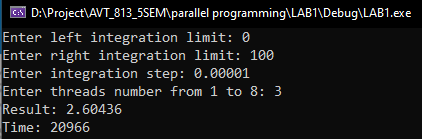 D:\Project\AVT_813_5SEM\parallel programming\LAB1\Debug\LAB1.exe
Enter left integration limit: 0
Enter right integration limit: 100
Enter integration step: 0.00001
Enter threads number from 1 to 8: 3
Result: 2.60436
Time: 20966